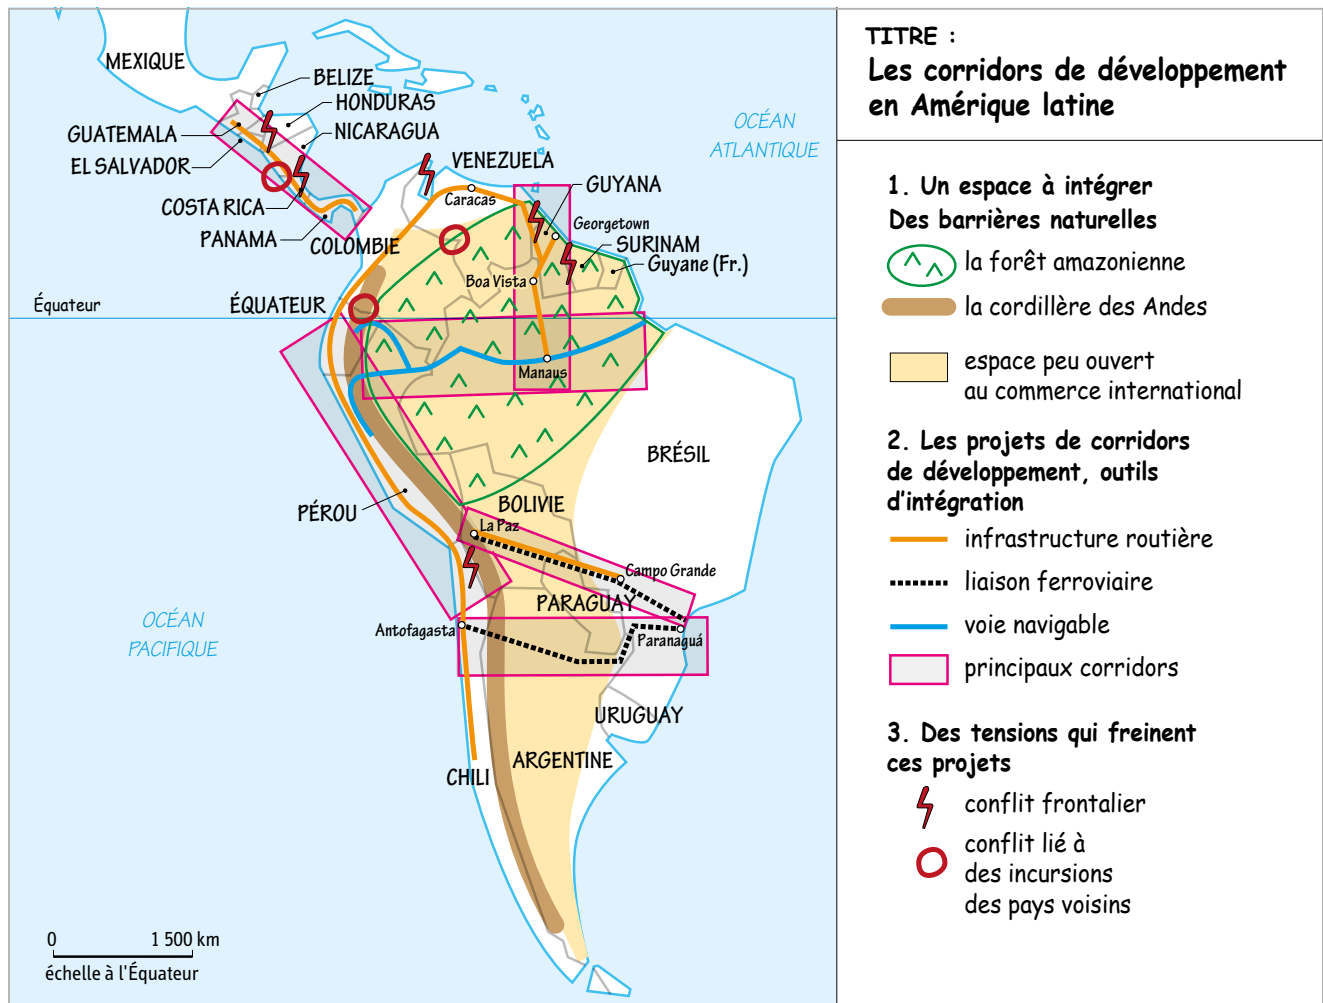 MEXIQUE
BELIZE
HONDURAS
GUATEMALA
NICARAGUA
EL SALVADOR
COSTA RICA
PANAMA
COLOMBIE
VENEZUELA
Caracas
GUYANA
Georgetown
SURINAM
Guyane (Fr.)
Boa Vista
OCÉAN
ATLANTIQUE
Équateur
ÉQUATEUR
Manaus
BRÉSIL
PÉROU
BOLIVIE
La Paz
Campo Grande
PARAGUAY
Antofagasta
Paranaguá
OCÉAN
PACIFIQUE
URUGUAY
ARGENTINE
CHILI
0 1 500 km
échelle à l'Équateur
TITRE :
Les corridors de développement
en Amérique latine
1. Un espace à intégrer
Des barrières naturelles
la forêt amazonienne
la cordillère des Andes
espace peu ouvert
au commerce international
2. Les projets de corridors
de développement, outils
d'intégration
infrastructure routière
liaison ferroviaire
voie navigable
principaux corridors
3. Des tensions qui freinent
ces projets
conflit frontalier
conflit lié à
des incursions
des pays voisins